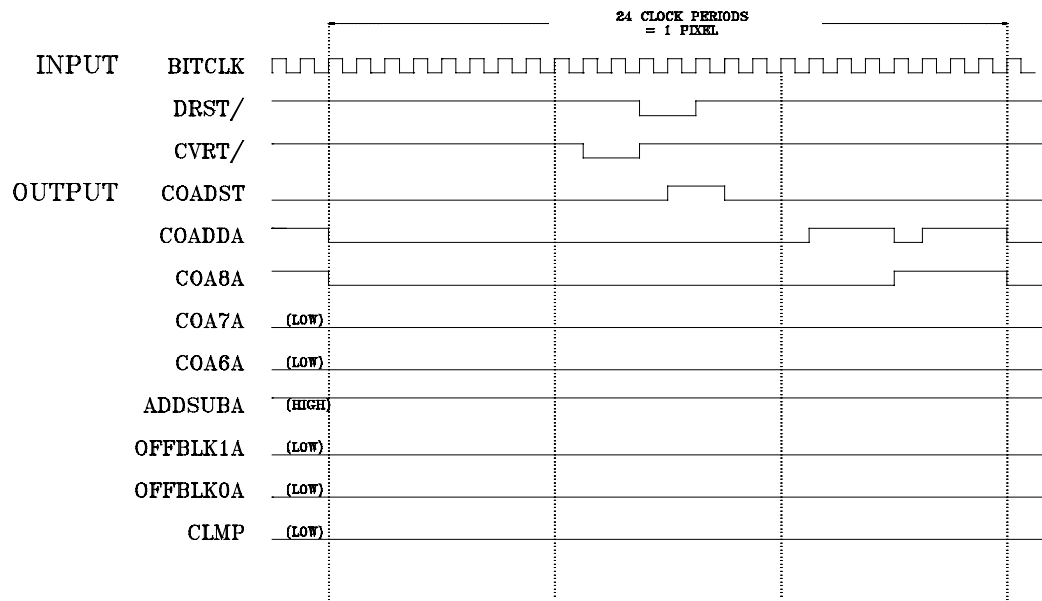 24 CLOCK PERIODS
= 1 PIXEL
INPUT BITCLK
DRST/
CVRT/
OUTPUT COADST
COADDA
COA8A
COA7A (LOW)
COA6A (LOW)
ADDSUBA (HIGH)
OFFBLK1A (LOW)
OFFBLK0A (LOW)
CLMP (LOW)